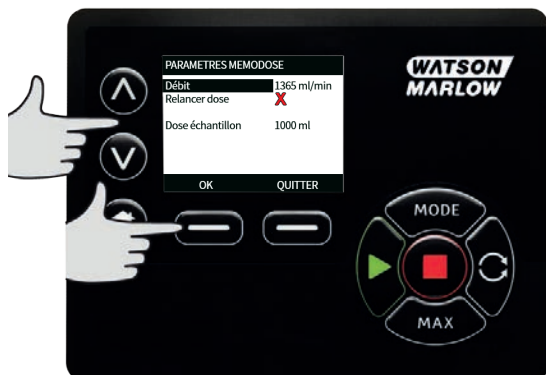 PARAMETRES MEMODOSE
Débit 1365 ml/min
Relancer dose
Dose échantillon 1000 ml
OK QUITTER
WATSON
MARLOW
MODE
MAX